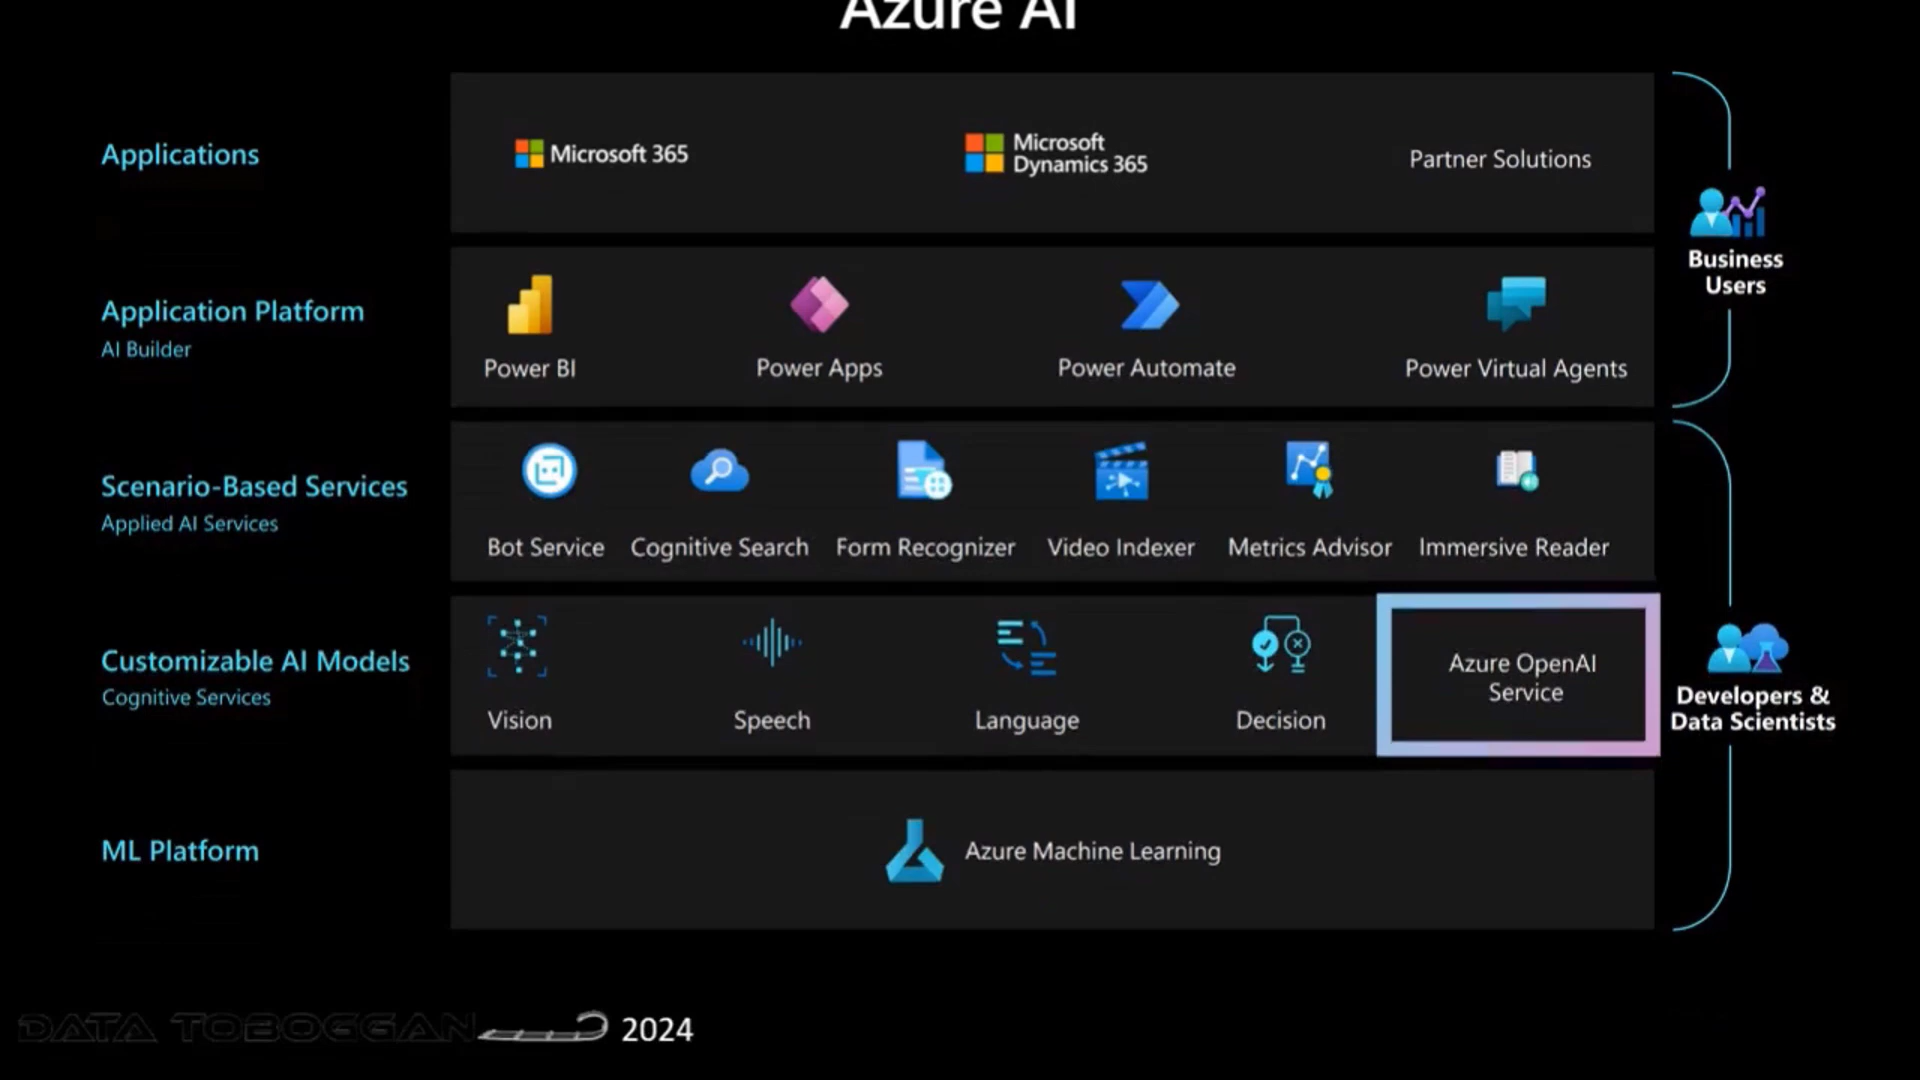 Azure AI
Applications
Microsoft 365
Microsoft
Dynamics 365
Partner Solutions
Business
Users
Application Platform
AI Builder
Power BI
Power Apps
Power Automate
Power Virtual Agents
Scenario-Based Services
Applied AI Services
Bot Service
Cognitive Search
Form Recognizer
Video Indexer
Metrics Advisor
Immersive Reader
Customizable AI Models
Cognitive Services
Vision
Speech
Language
Decision
Azure OpenAI
Service
Developers &
Data Scientists
ML Platform
Azure Machine Learning
DATA TOBOGGAN 2024